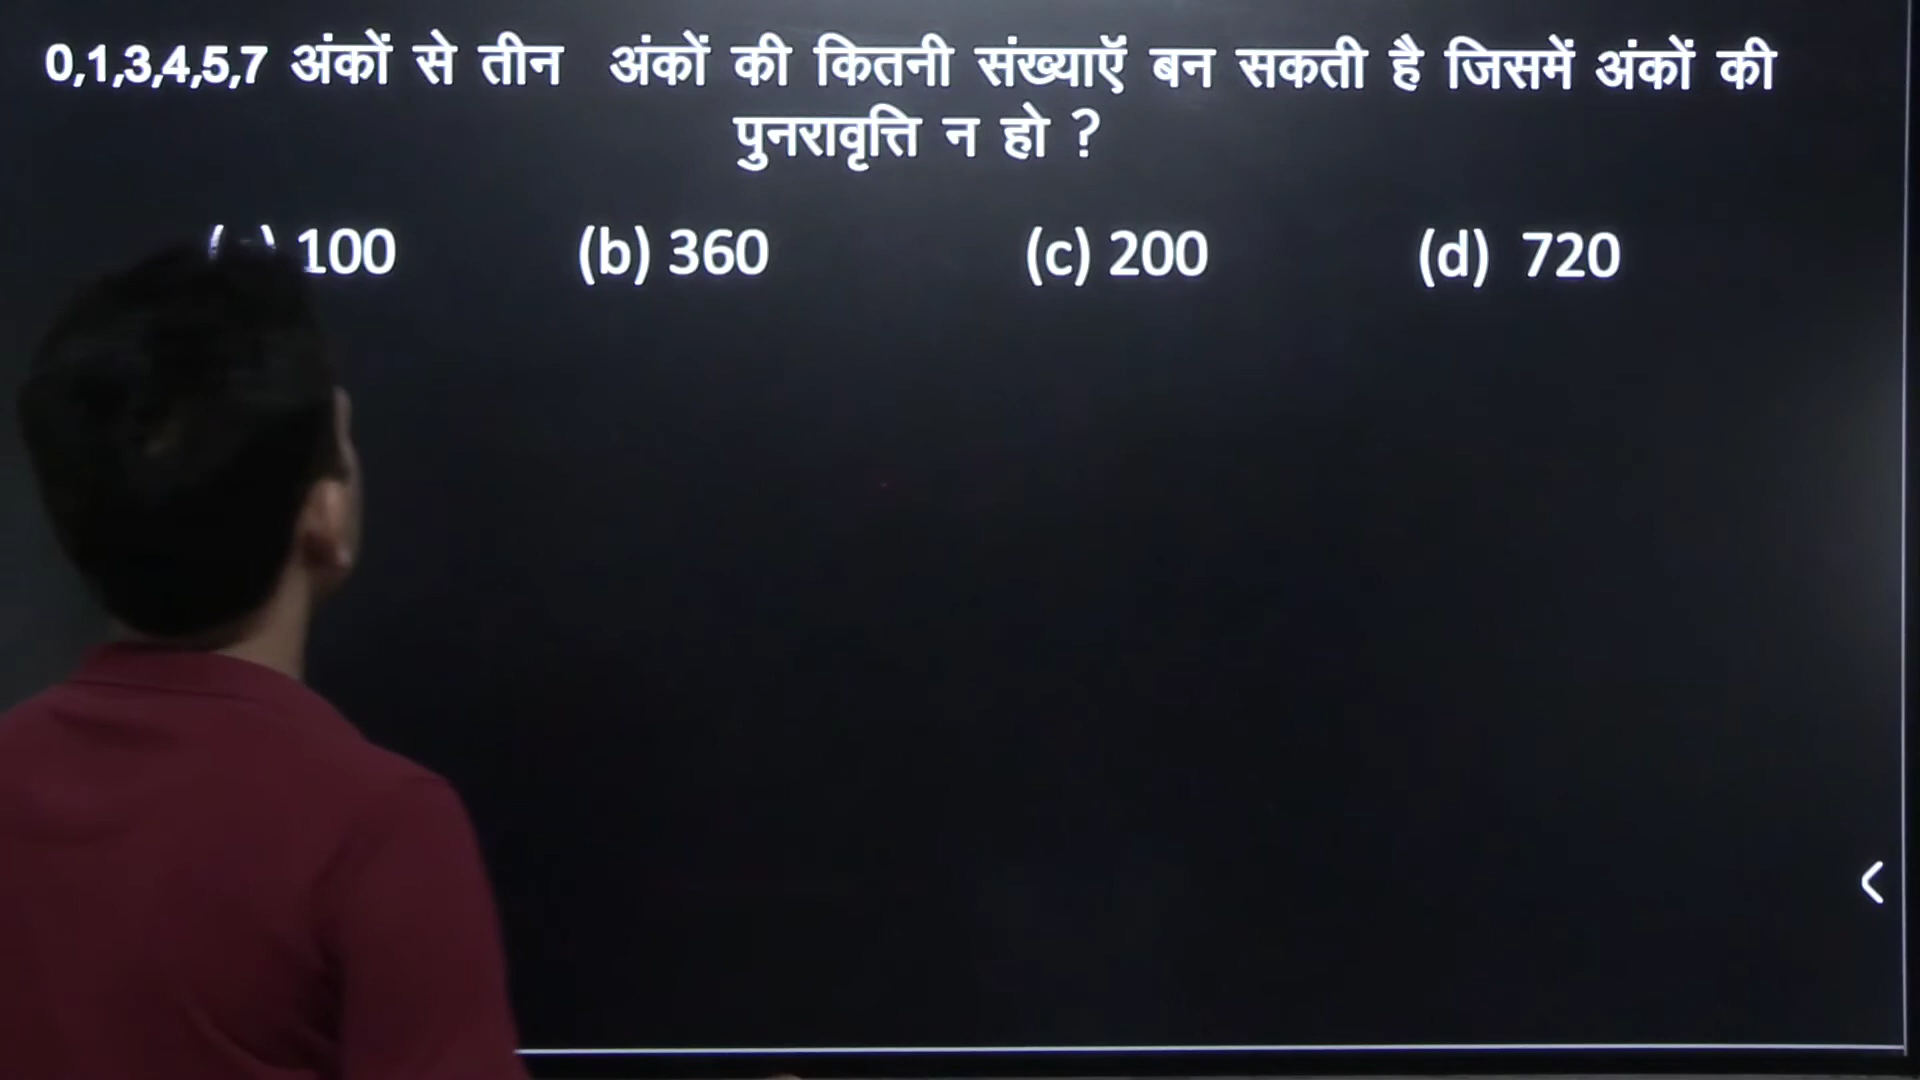 0,1,3,4,5,7 अंकों से तीन अंकों की कितनी संख्याऍ बन सकती है जिसमें अंकों की
पुनरावृत्ति न हो ?
100 (b) 360 (c) 200 (d) 720